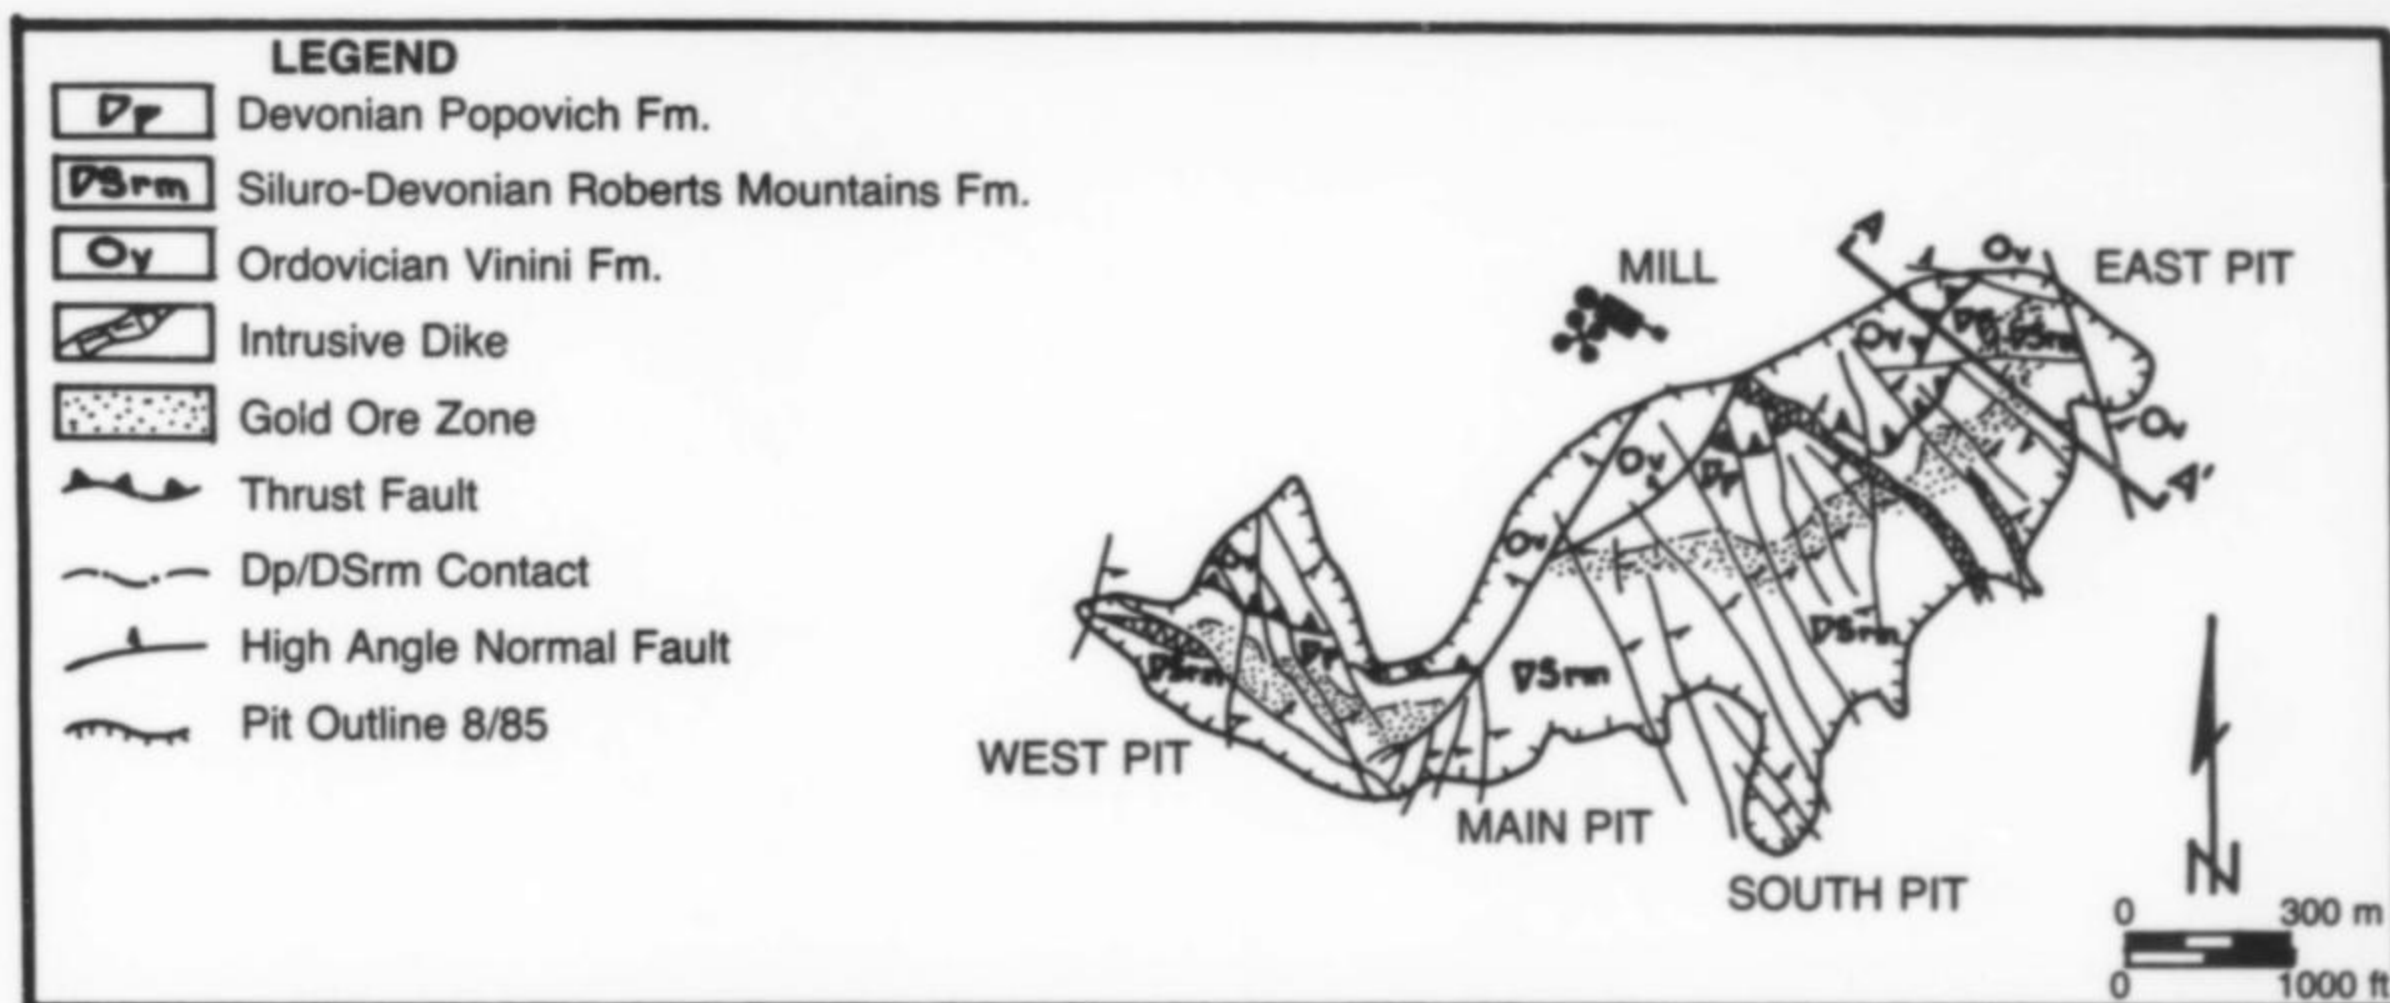 LEGEND
Dp Devonian Popovich Fm.
DSrm Siluro-Devonian Roberts Mountains Fm.
Ov Ordovician Vinini Fm.
Intrusive Dike
Gold Ore Zone
Thrust Fault
Dp/DSrm Contact
High Angle Normal Fault
Pit Outline 8/85
A
Ov
MILL
EAST PIT
Ov
DSrm
Ov
Ov
Dp
A'
Ov
Ov
DSrm
DSrm
Dp
DSrm
WEST PIT
MAIN PIT
SOUTH PIT
N
0 300 m
0 1000 ft